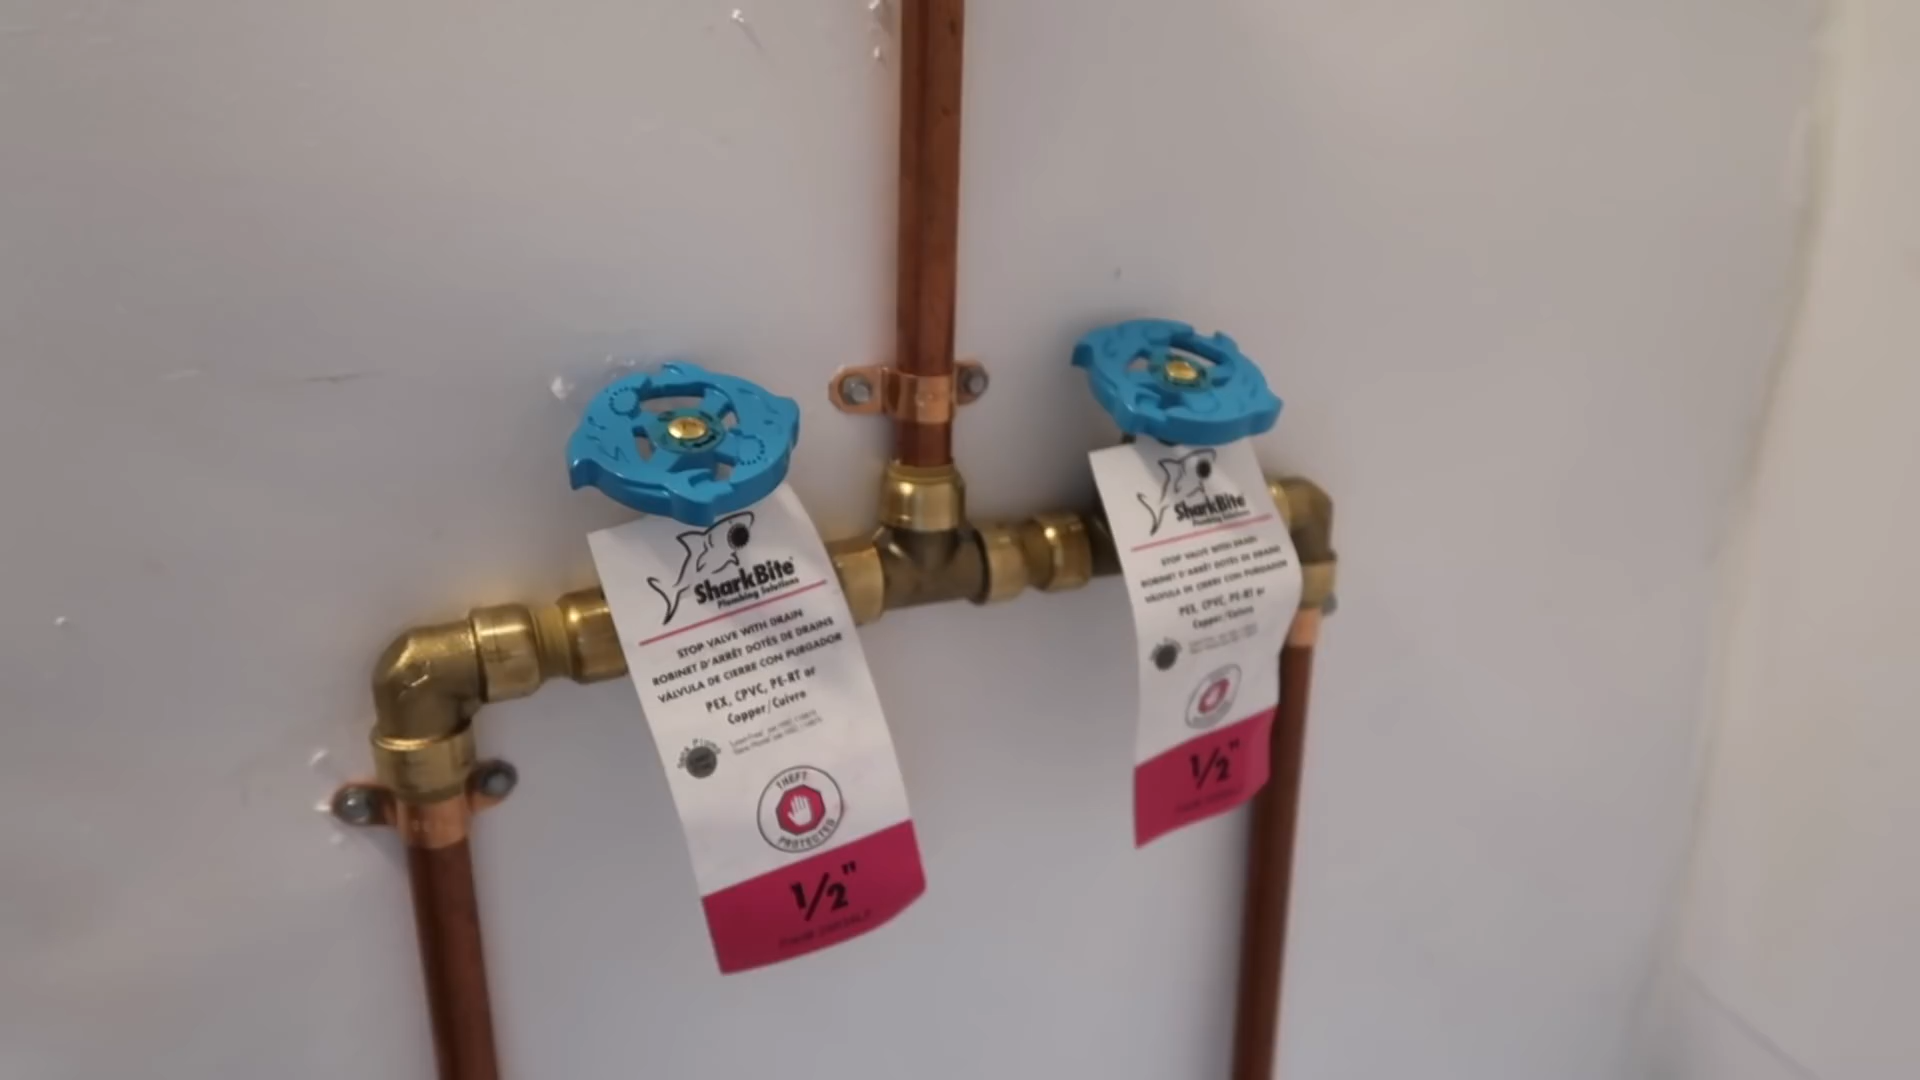 SharkBite
Plumbing Solutions
STOP VALVE WITH DRAIN
ROBINET D'ARRÊT DOTÉS DE DRAINS
VÁLVULA DE CIERRE CON PURGADOR
PEX, CPVC, PE-RT or
Copper/Cuivre
THEFT
PROTECTED
1/2"
SharkBite
Plumbing Solutions
STOP VALVE WITH DRAIN
ROBINET D'ARRÊT DOTÉS DE DRAINS
VÁLVULA DE CIERRE CON PURGADOR
PEX, CPVC, PE-RT or
Copper/Cuivre
1/2"